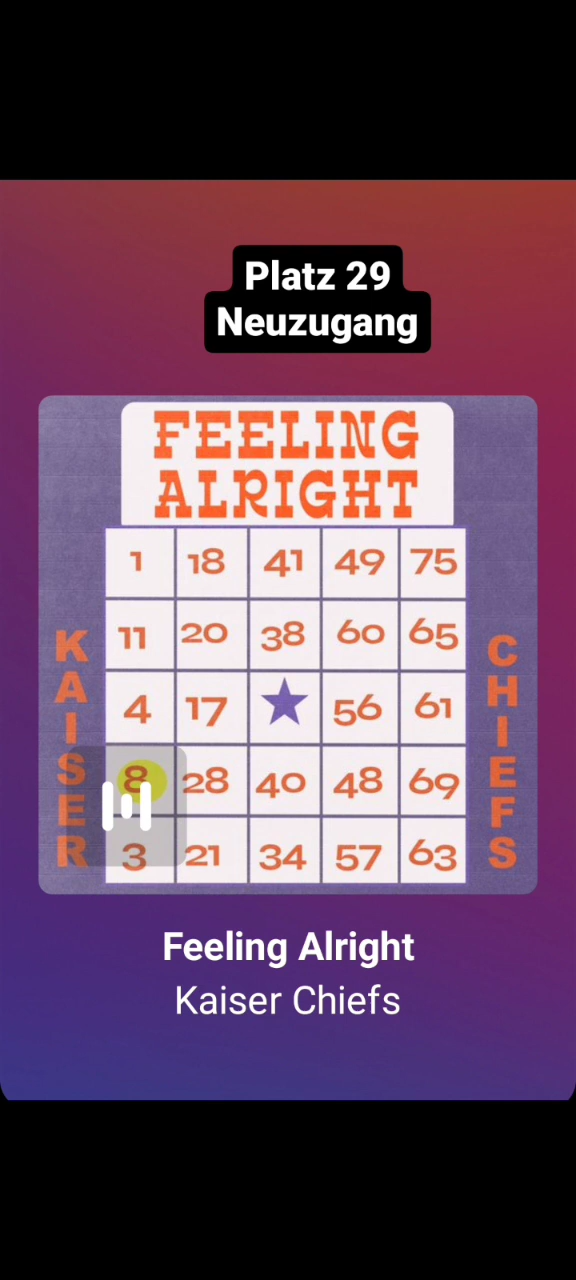 Platz 29
Neuzugang
FEELING
ALRIGHT
1 18 41 49 75
11 20 38 60 65
4 17 56 61
8 28 40 48 69
3 21 34 57 63
KAISER
CHIEFS
Feeling Alright
Kaiser Chiefs